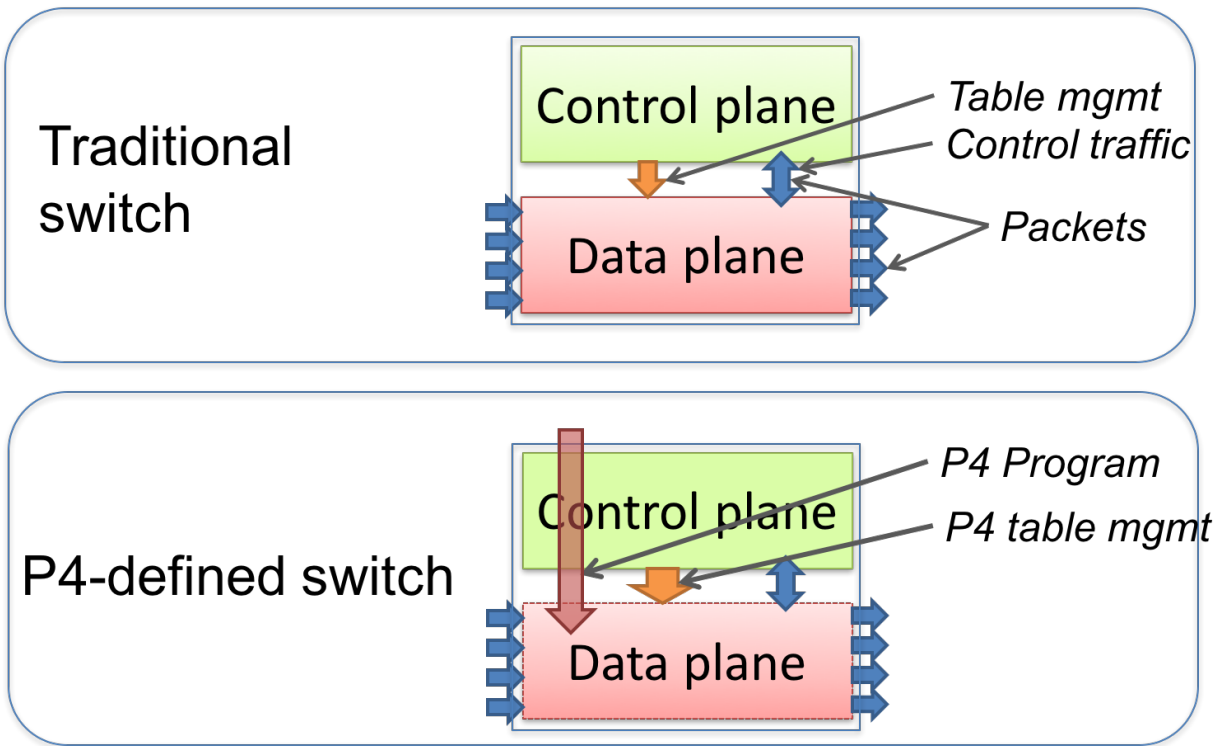 Traditional
switch
Control plane
Data plane
Table mgmt
Control traffic
Packets
P4-defined switch
Control plane
Data plane
P4 Program
P4 table mgmt